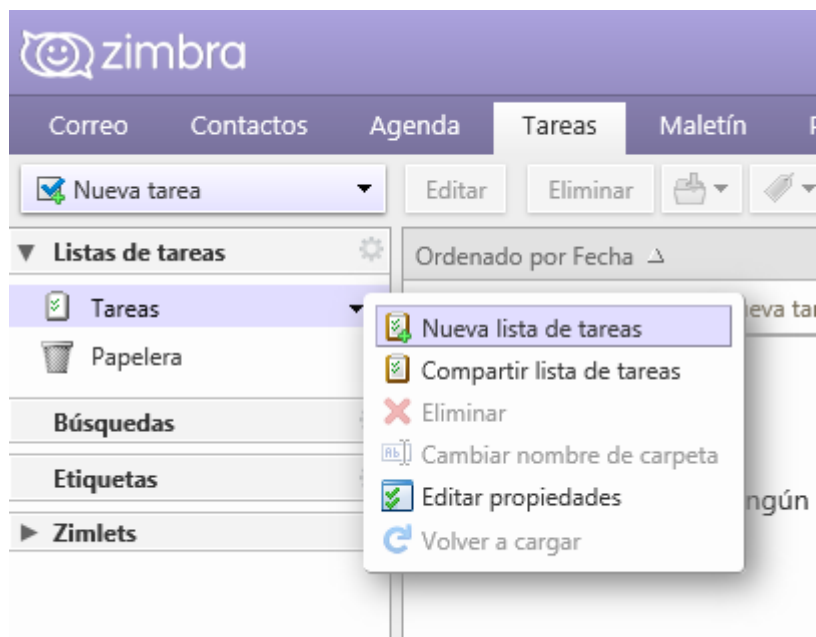 zimbra
Correo Contactos Agenda Tareas Maletín
Nueva tarea Editar Eliminar
Listas de tareas Ordenado por Fecha
Tareas
Nueva lista de tareas
Papelera
Compartir lista de tareas
Eliminar
Búsquedas
Cambiar nombre de carpeta
Etiquetas
Editar propiedades
Zimlets
Volver a cargar